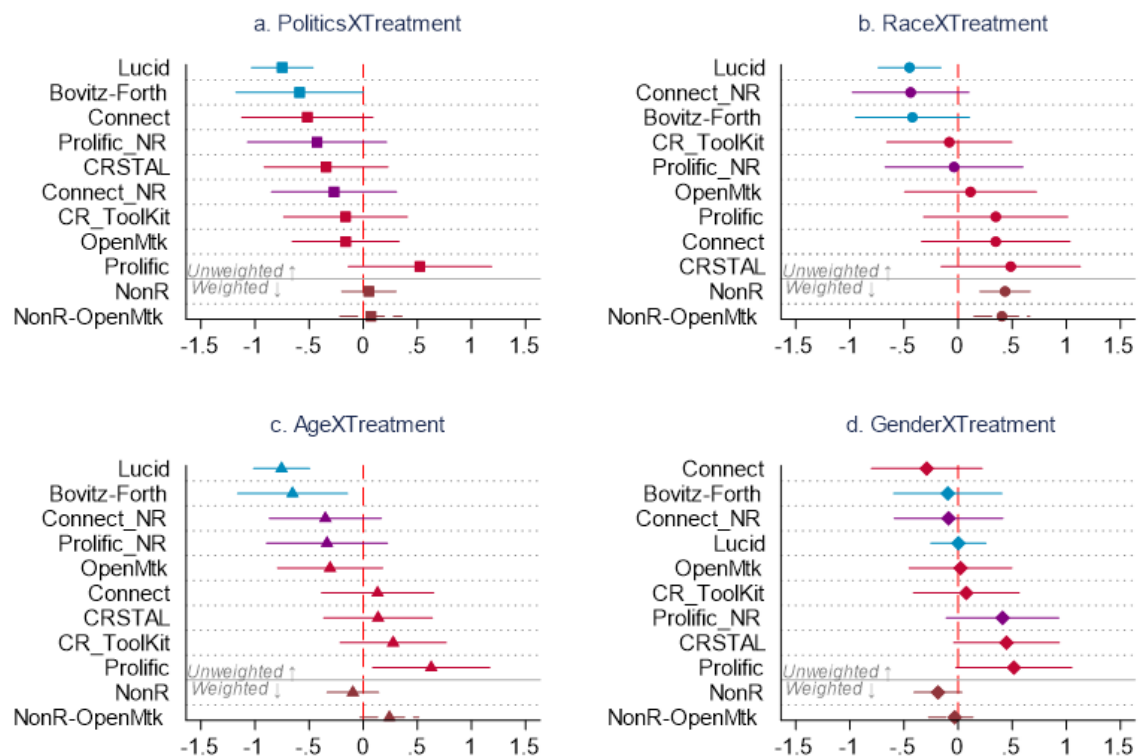 a. PoliticsXTreatment
Lucid
Bovitz-Forth
Connect
Prolific_NR
CRSTAL
Connect_NR
CR_ToolKit
OpenMtk
Prolific
Unweighted ↑
Weighted ↓
NonR
NonR-OpenMtk
-1.5 -1 -.5 0 .5 1 1.5
b. RaceXTreatment
Lucid
Connect_NR
Bovitz-Forth
CR_ToolKit
Prolific_NR
OpenMtk
Prolific
Connect
CRSTAL
Unweighted ↑
Weighted ↓
NonR
NonR-OpenMtk
-1.5 -1 -.5 0 .5 1 1.5
c. AgeXTreatment
Lucid
Bovitz-Forth
Connect_NR
Prolific_NR
OpenMtk
Connect
CRSTAL
CR_ToolKit
Prolific
Unweighted ↑
Weighted ↓
NonR
NonR-OpenMtk
-1.5 -1 -.5 0 .5 1 1.5
d. GenderXTreatment
Connect
Bovitz-Forth
Connect_NR
Lucid
OpenMtk
CR_ToolKit
Prolific_NR
CRSTAL
Prolific
Unweighted ↑
Weighted ↓
NonR
NonR-OpenMtk
-1.5 -1 -.5 0 .5 1 1.5